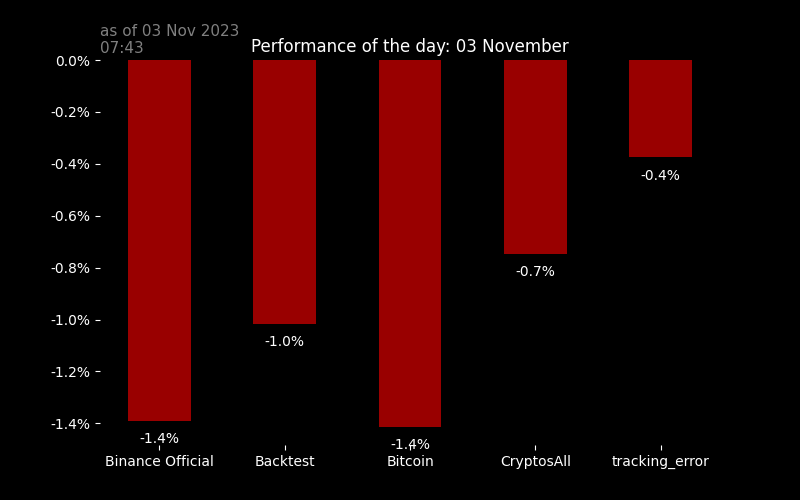 as of 03 Nov 2023
07:43
Performance of the day: 03 November
0.0%
-0.2%
-0.4%
-0.6%
-0.8%
-1.0%
-1.2%
-1.4%
-1.4%
-1.0%
-1.4%
-0.7%
-0.4%
Binance Official
Backtest
Bitcoin
CryptosAll
tracking_error